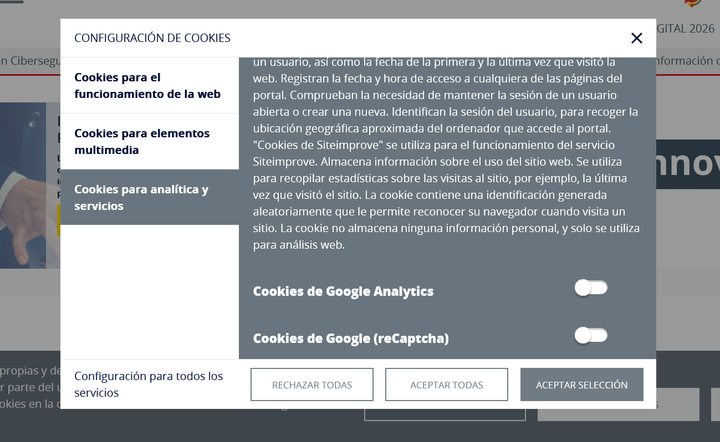 CONFIGURACIÓN DE COOKIES
GITAL 2026
en Cibersegu
nformación
Cookies para el
funcionamiento de la web
Cookies para elementos
multimedia
Cookies para analítica y
servicios
un usuario, así como la fecha de la primera y la última vez que visitó la
web. Registran la fecha y hora de acceso a cualquiera de las páginas del
portal. Comprueban la necesidad de mantener la sesión de un usuario
abierta o crear una nueva. Identifican la sesión del usuario, para recoger la
ubicación geográfica aproximada del ordenador que accede al portal.
"Cookies de Siteimprove" se utiliza para el funcionamiento del servicio
Siteimprove. Almacena información sobre el uso del sitio web. Se utiliza
para recopilar estadísticas sobre las visitas al sitio, por ejemplo, la última
vez que visitó el sitio. La cookie contiene una identificación generada
aleatoriamente que le permite reconocer su navegador cuando visita un
sitio. La cookie no almacena ninguna información personal, y solo se utiliza
para análisis web.
nnov
Cookies de Google Analytics
Cookies de Google (reCaptcha)
propias y de
r parte del u
okies en la c
Configuración para todos los
servicios
RECHAZAR TODAS
ACEPTAR TODAS
ACEPTAR SELECCIÓN